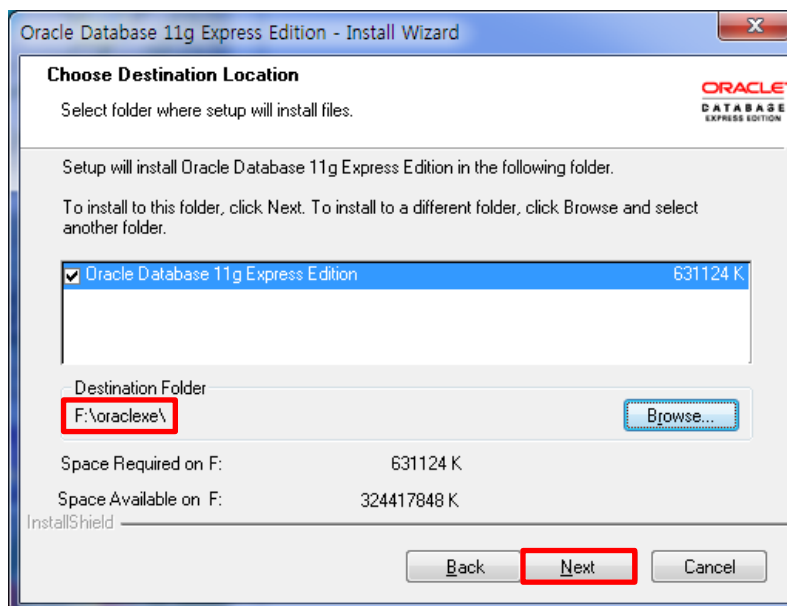 Oracle Database 11g Express Edition - Install Wizard
Choose Destination Location
Select folder where setup will install files.
ORACLE
DATABASE
EXPRESS EDITION
Setup will install Oracle Database 11g Express Edition in the following folder.
To install to this folder, click Next. To install to a different folder, click Browse and select
another folder.
Oracle Database 11g Express Edition 631124 K
Destination Folder
F:\oraclexe\
Browse...
Space Required on F: 631124 K
Space Available on F: 324417848 K
InstallShield
Back Next Cancel